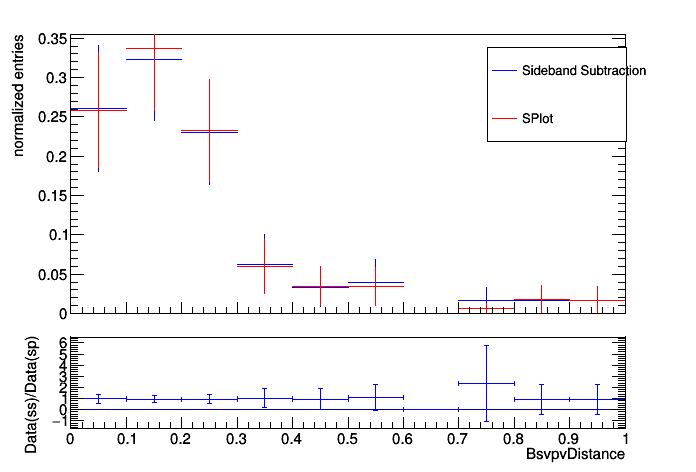 normalized entries
0.35
0.3
0.25
0.2
0.15
0.1
0.05
0
Sideband Subtraction
SPlot
Data(ss)/Data(sp)
6
5
4
3
2
1
0
−1
0 0.1 0.2 0.3 0.4 0.5 0.6 0.7 0.8 0.9 1
BsvpvDistance